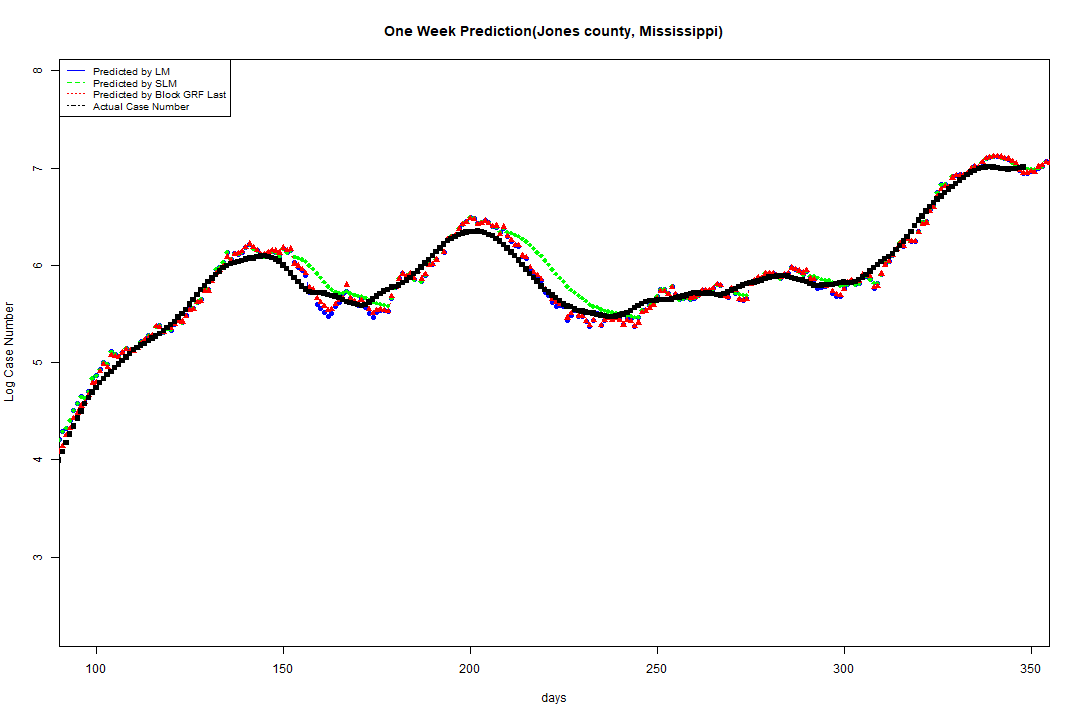 One Week Prediction(Jones county, Mississippi)
Predicted by LM
Predicted by SLM
Predicted by Block GRF Last
Actual Case Number
8
7
6
5
4
3
Log Case Number
100 150 200 250 300 350
days